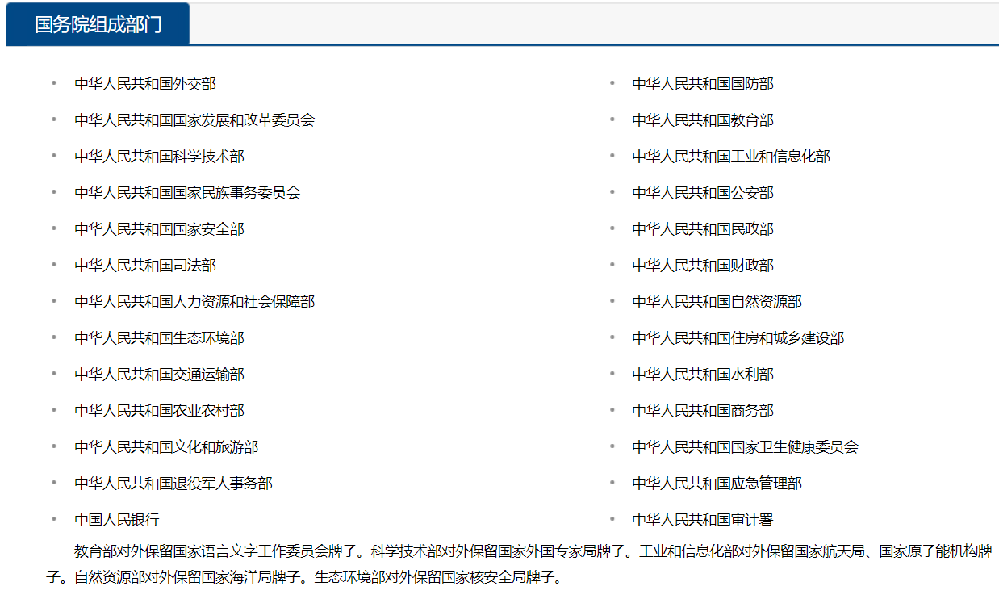 国务院组成部门
中华人民共和国外交部
中华人民共和国国防部
中华人民共和国国家发展和改革委员会
中华人民共和国教育部
中华人民共和国科学技术部
中华人民共和国工业和信息化部
中华人民共和国国家民族事务委员会
中华人民共和国公安部
中华人民共和国国家安全部
中华人民共和国民政部
中华人民共和国司法部
中华人民共和国财政部
中华人民共和国人力资源和社会保障部
中华人民共和国自然资源部
中华人民共和国生态环境部
中华人民共和国住房和城乡建设部
中华人民共和国交通运输部
中华人民共和国水利部
中华人民共和国农业农村部
中华人民共和国商务部
中华人民共和国文化和旅游部
中华人民共和国国家卫生健康委员会
中华人民共和国退役军人事务部
中华人民共和国应急管理部
中国人民银行
中华人民共和国审计署
教育部对外保留国家语言文字工作委员会牌子。科学技术部对外保留国家外国专家局牌子。工业和信息化部对外保留国家航天局、国家原子能机构牌
子。自然资源部对外保留国家海洋局牌子。生态环境部对外保留国家核安全局牌子。